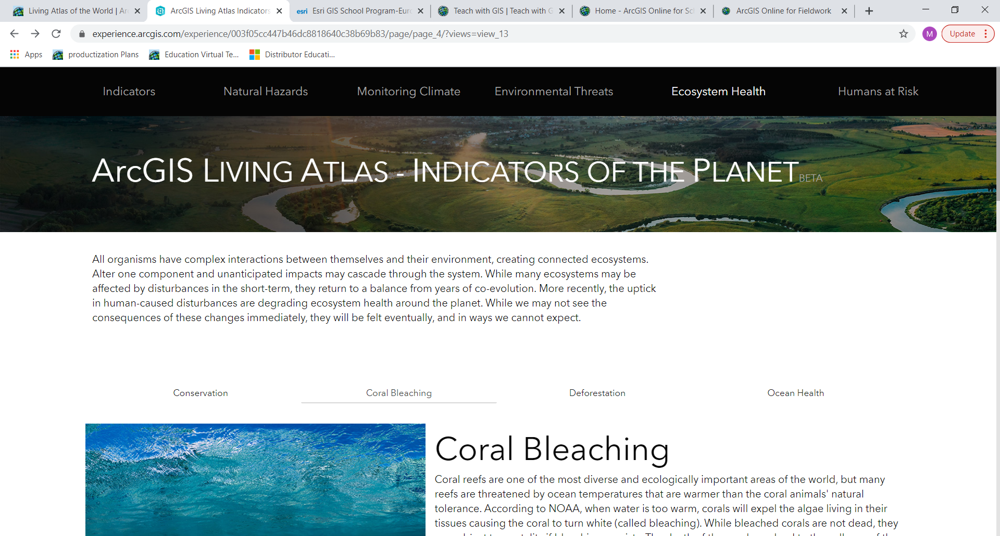 Living Atlas of the World | Arc
ArcGIS Living Atlas Indicators
esri Esri GIS School Program-Euro
Teach with GIS | Teach with G
Home - ArcGIS Online for Sch
ArcGIS Online for Fieldwork
experience.arcgis.com/experience/003f05cc447b46dc8818640c38b69b83/page/page_4/?views=view_13
M
Update
Apps
productization Plans
Education Virtual Te...
Distributor Educati...
Indicators
Natural Hazards
Monitoring Climate
Environmental Threats
Ecosystem Health
Humans at Risk
ArcGIS LIVING ATLAS - INDICATORS OF THE PLANET BETA
All organisms have complex interactions between themselves and their environment, creating connected ecosystems.
Alter one component and unanticipated impacts may cascade through the system. While many ecosystems may be
affected by disturbances in the short-term, they return to a balance from years of co-evolution. More recently, the uptick
in human-caused disturbances are degrading ecosystem health around the planet. While we may not see the
consequences of these changes immediately, they will be felt eventually, and in ways we cannot expect.
Conservation
Coral Bleaching
Deforestation
Ocean Health
Coral Bleaching
Coral reefs are one of the most diverse and ecologically important areas of the world, but many
reefs are threatened by ocean temperatures that are warmer than the coral animals' natural
tolerance. According to NOAA, when water is too warm, corals will expel the algae living in their
tissues causing the coral to turn white (called bleaching). While bleached corals are not dead, they